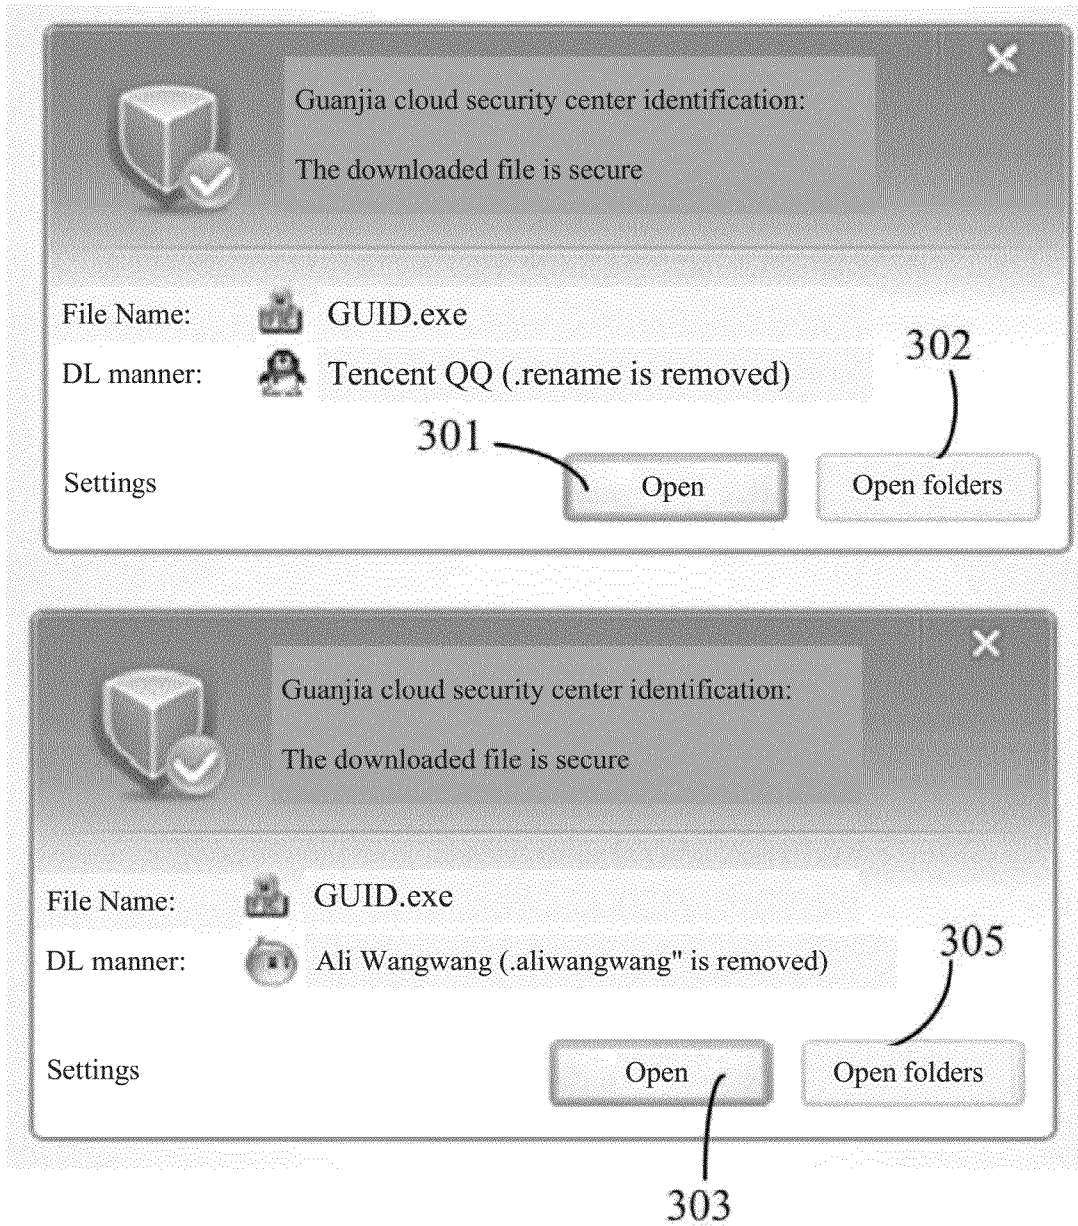 Guanjia cloud security center identification:
The downloaded file is secure
File Name: GUID.exe
302
DL manner: Tencent QQ (.rename is removed)
301
Settings Open Open folders
Guanjia cloud security center identification:
The downloaded file is secure
File Name: GUID.exe
305
DL manner: Ali Wangwang (.aliwangwang" is removed)
Settings Open Open folders
303